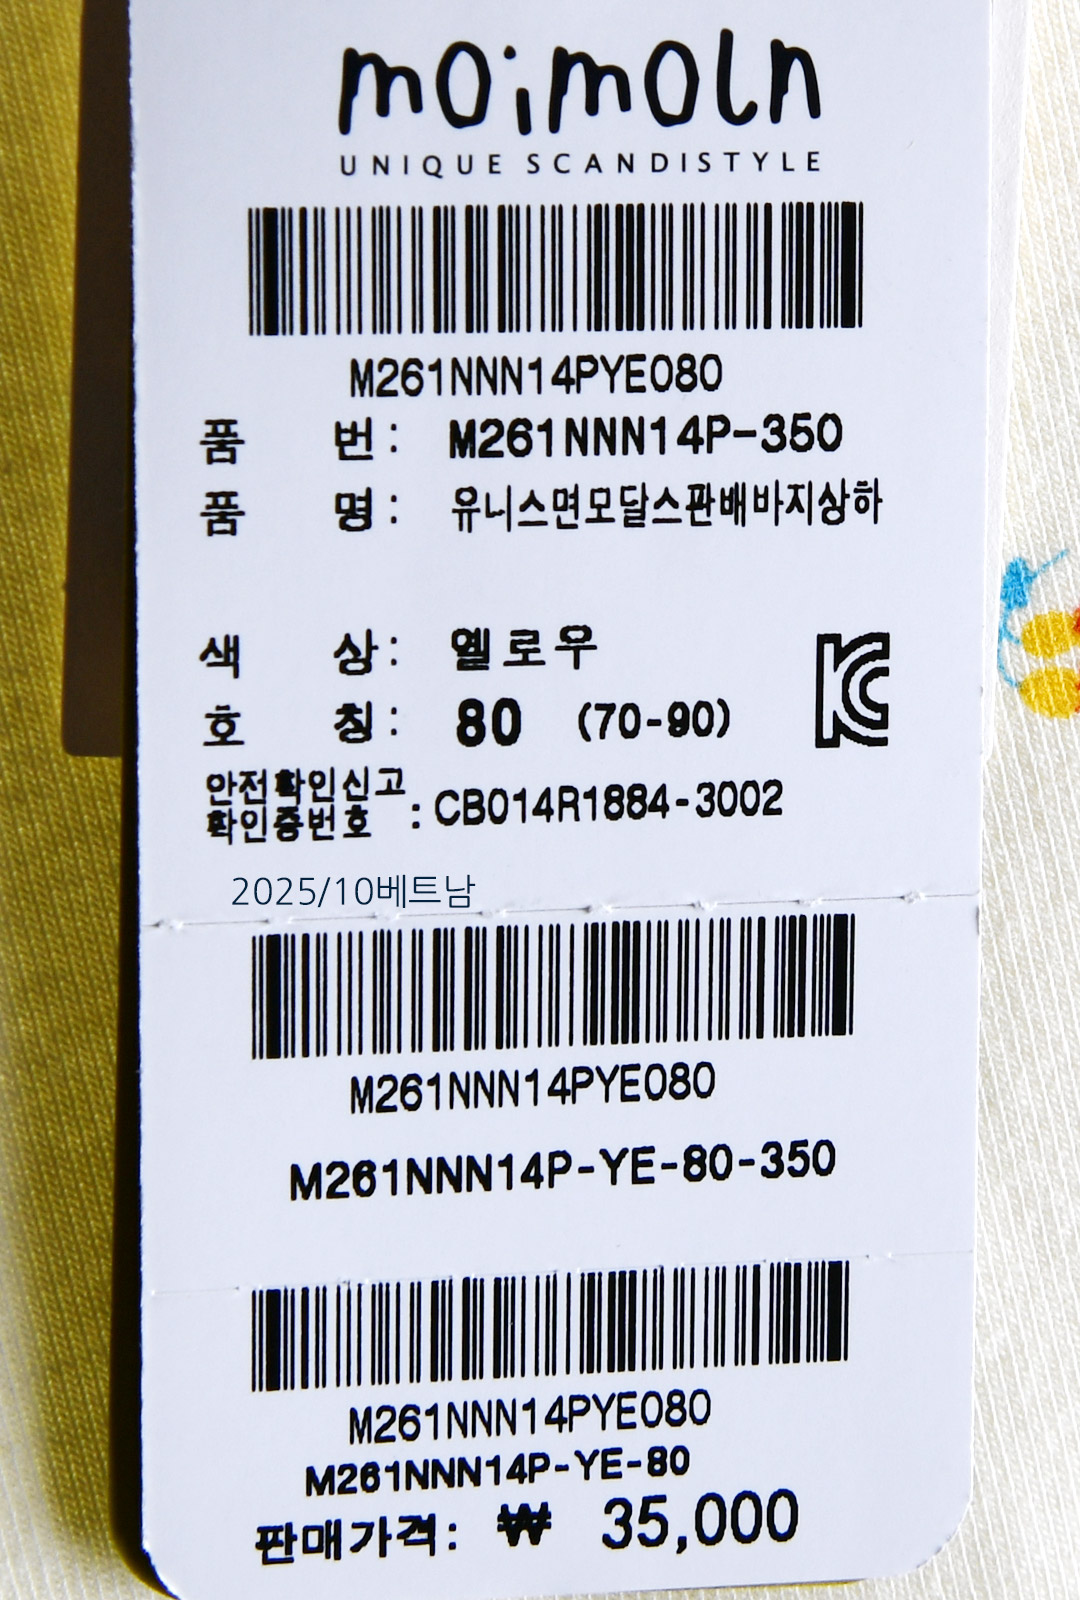 moimoln
UNIQUE SCANDISTYLE
M261NNN14PYE080
품 번: M261NNN14P-350
품 명: 유니스면모달스판배바지상하
색 상: 옐로우
호 칭: 80 (70-90)
안전확인신고
확인증번호 : CB014R1884-3002
2025/10베트남
M261NNN14PYE080
M261NNN14P-YE-80-350
M261NNN14PYE080
M261NNN14P-YE-80
판매가격: ₩ 35,000